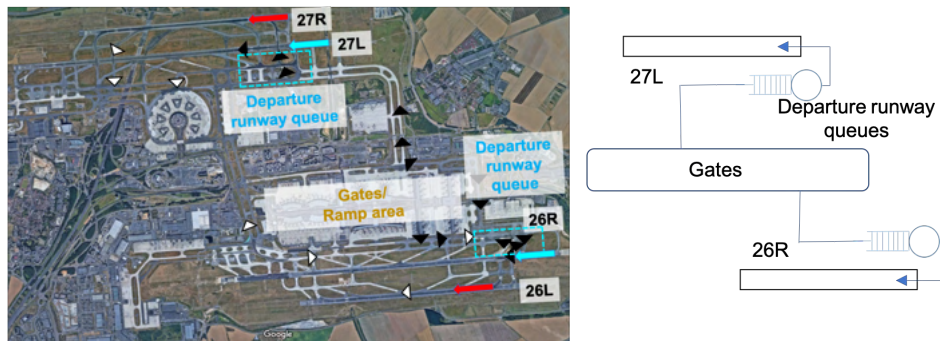 27R
27L
Departure
runway queue
Departure
runway
queue
Gates/
Ramp area
26R
26L
Google
27L
Departure runway
queues
Gates
26R